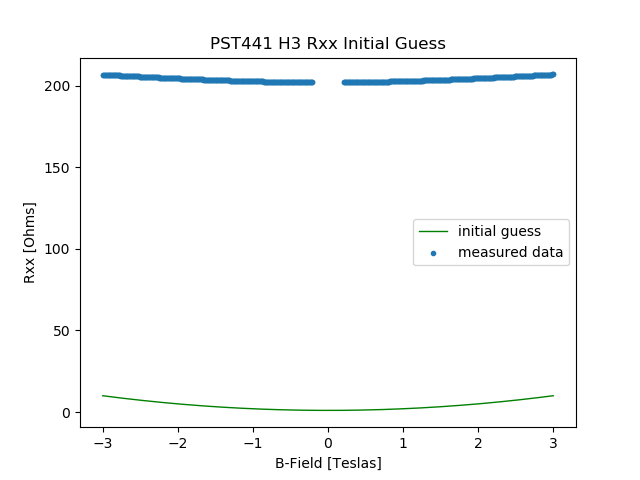 PST441 H3 Rxx Initial Guess
Rxx [Ohms]
200
150
100
50
0
initial guess
measured data
−3
−2
−1
0
1
2
3
B-Field [Teslas]